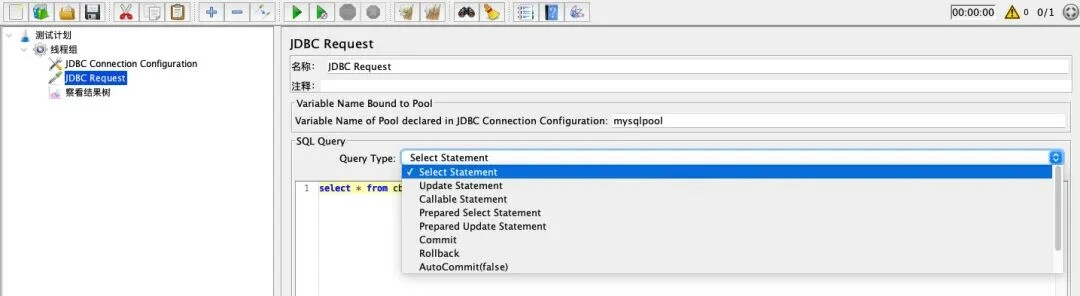 00:00:00 0 0/1
测试计划
线程组
JDBC Connection Configuration
JDBC Request
察看结果树
JDBC Request
名称: JDBC Request
注释:
Variable Name Bound to Pool
Variable Name of Pool declared in JDBC Connection Configuration: mysqlpool
SQL Query
Query Type: Select Statement
✓ Select Statement
Update Statement
Callable Statement
Prepared Select Statement
Prepared Update Statement
Commit
Rollback
AutoCommit(false)
1 select * from